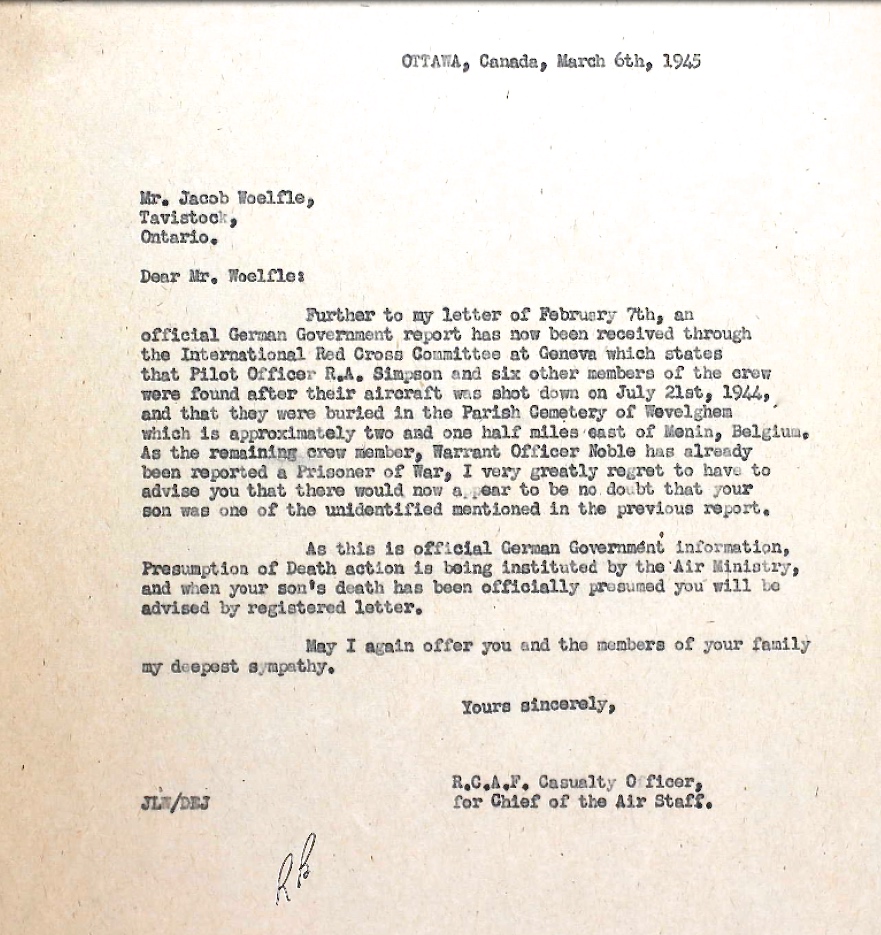 OTTAWA, Canada, March 6th, 1945
Mr. Jacob Woelfle,
Tavistock,
Ontario.
Dear Mr. Woelfle:
Further to my letter of February 7th, an
official German Government report has now been received through
the International Red Cross Committee at Geneva which states
that Pilot Officer R.A. Simpson and six other members of the crew
were found after their aircraft was shot down on July 21st, 1944,
and that they were buried in the Parish Cemetery of Wevelghem
which is approximately two and one half miles east of Menin, Belgium.
As the remaining crew member, Warrant Officer Noble has already
been reported a Prisoner of War, I very greatly regret to have to
advise you that there would now appear to be no doubt that your
son was one of the unidentified mentioned in the previous report.
As this is official German Government information,
Presumption of Death action is being instituted by the Air Ministry,
and when your son's death has been officially presumed you will be
advised by registered letter.
May I again offer you and the members of your family
my deepest sympathy.
Yours sincerely,
R.C.A.F. Casualty Officer,
for Chief of the Air Staff.
/DEJ